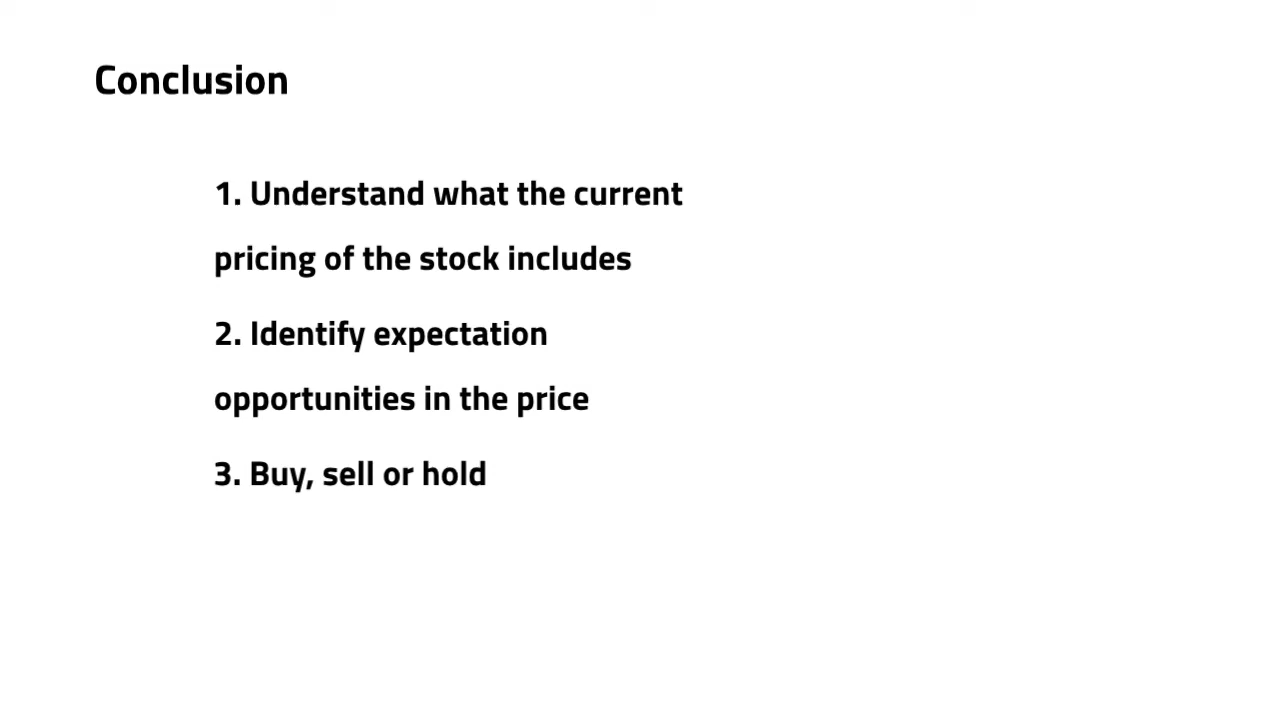 Conclusion
1. Understand what the current
pricing of the stock includes
2. Identify expectation
opportunities in the price
3. Buy, sell or hold